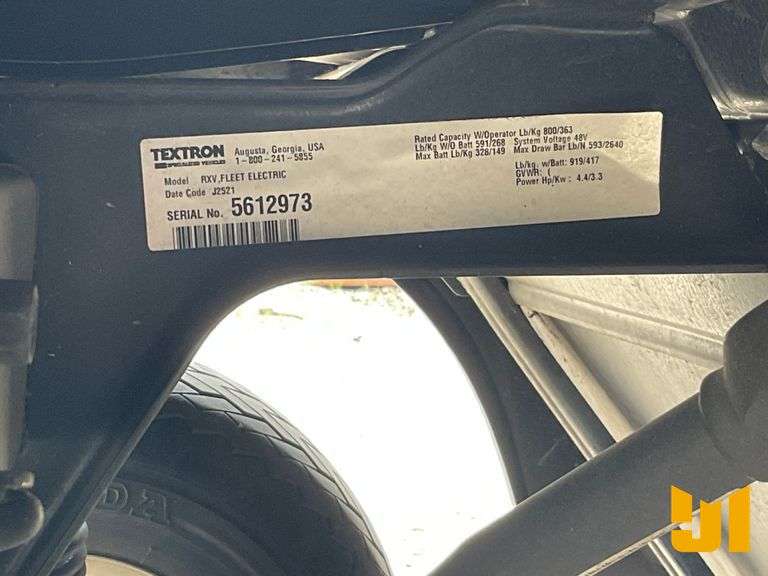 TEXTRON
SPECIALIZED VEHICLES
Augusta, Georgia, USA
1-800-241-5855
Model RXV,FLEET ELECTRIC
Date Code J2521
SERIAL No. 5612973
Rated Capacity W/Operator Lb/Kg 800/363
Lb/Kg W/O Batt 591/268 System Voltage 48V
Max Batt Lb/Kg 328/149 Max Draw Bar Lb/N 593/2640
Lb/kg. w/Batt: 919/417
GVWR: (
Power Hp/Kw : 4.4/3.3
DA